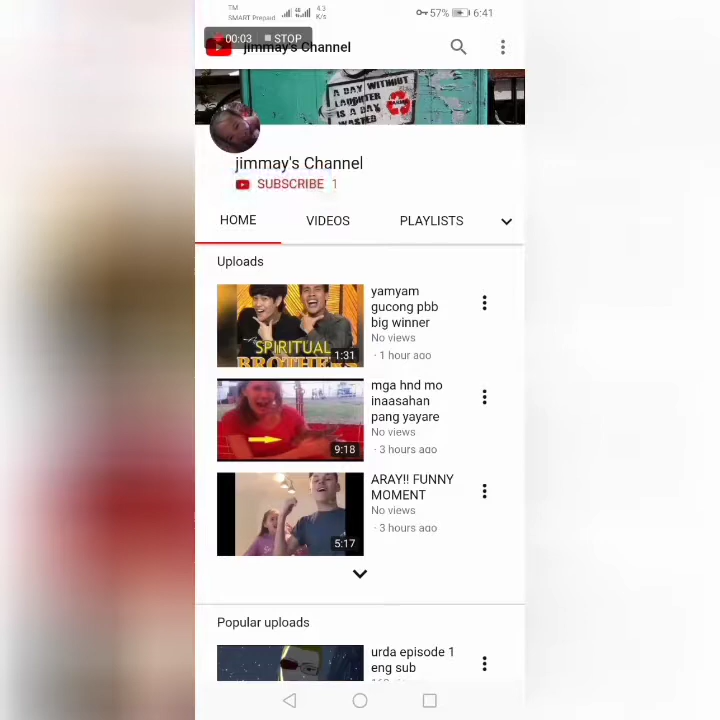 TM
SMART Prepaid
4.3
K/s
57%
6:41
00:03 STOP
jimmay's Channel
A DAY WITHOUT
LAUGHTER
IS A DAY
WASTED
jimmay's Channel
SUBSCRIBE 1
HOME VIDEOS PLAYLISTS
Uploads
yamyam
gucong pbb
big winner
No views
· 1 hour ago
SPIRITUAL
BROTHERS
1:31
mga hnd mo
inaasahan
pang yayare
No views
· 3 hours ago
9:18
ARAY!! FUNNY
MOMENT
No views
· 3 hours ago
5:17
Popular uploads
urda episode 1
eng sub